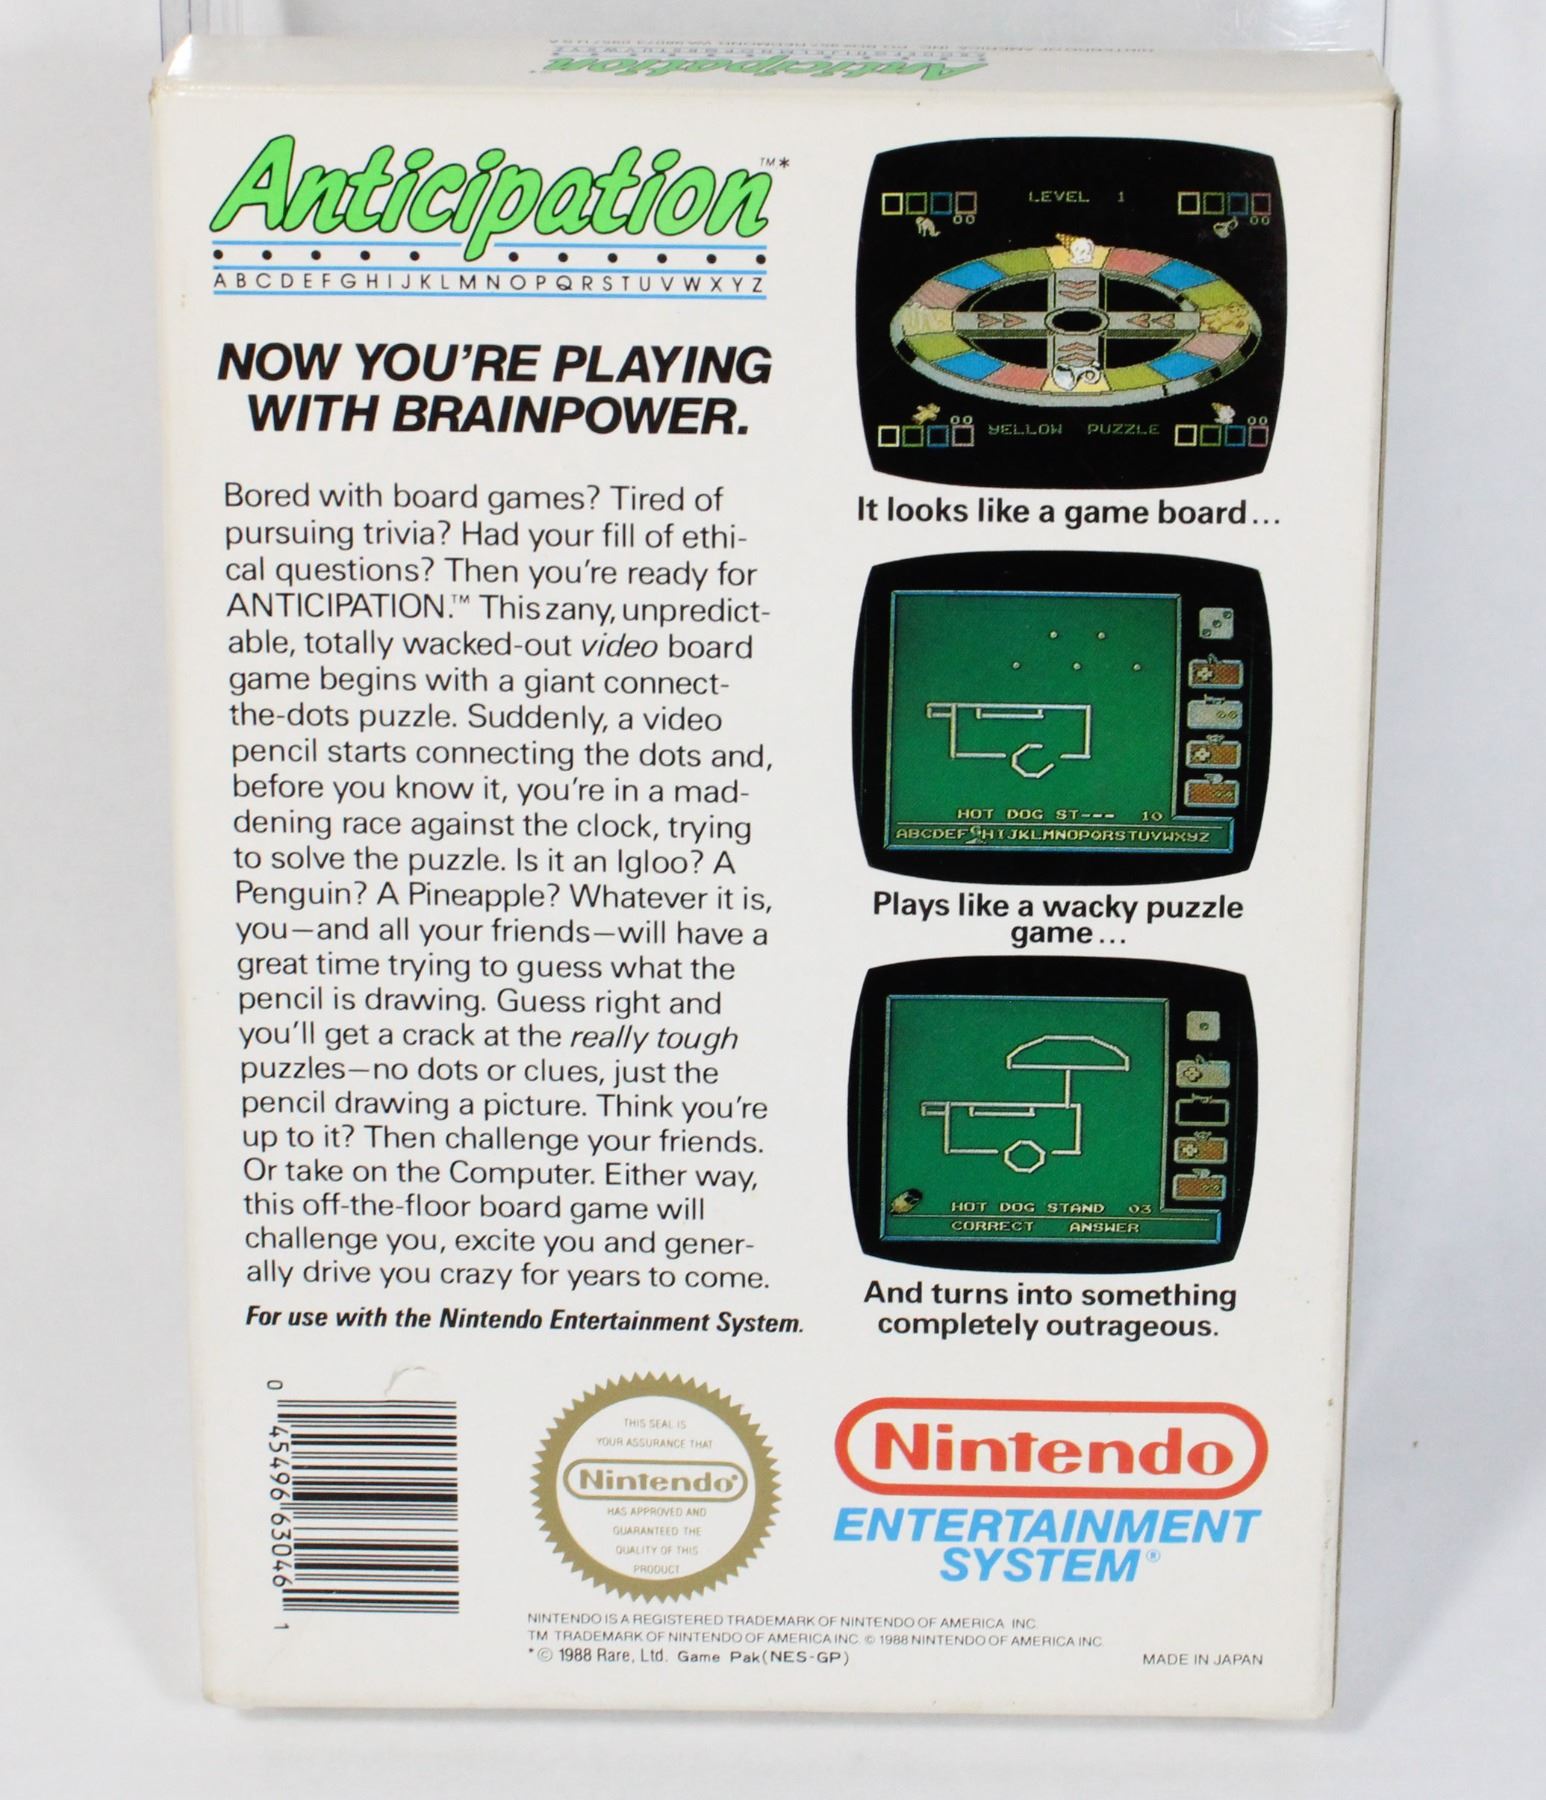 Anticipation
Anticipation™*
ABCDEFGHIJKLMNOPQRSTUVWXYZ
NOW YOU'RE PLAYING
WITH BRAINPOWER.
Bored with board games? Tired of
pursuing trivia? Had your fill of ethi-
cal questions? Then you're ready for
ANTICIPATION.™ This zany, unpredict-
able, totally wacked-out video board
game begins with a giant connect-
the-dots puzzle. Suddenly, a video
pencil starts connecting the dots and,
before you know it, you're in a mad-
dening race against the clock, trying
to solve the puzzle. Is it an Igloo? A
Penguin? A Pineapple? Whatever it is,
you—and all your friends—will have a
great time trying to guess what the
pencil is drawing. Guess right and
you'll get a crack at the really tough
puzzles—no dots or clues, just the
pencil drawing a picture. Think you're
up to it? Then challenge your friends.
Or take on the Computer. Either way,
this off-the-floor board game will
challenge you, excite you and gener-
ally drive you crazy for years to come.
For use with the Nintendo Entertainment System.
LEVEL 1
00 00
00 00
YELLOW PUZZLE
It looks like a game board...
HOT DOG ST--- 10
ABCDEF HIJKLMNOPQRSTUVWXYZ
Plays like a wacky puzzle
game...
HOT DOG STAND 03
CORRECT ANSWER
And turns into something
completely outrageous.
0 45496 63046 1
THIS SEAL IS
YOUR ASSURANCE THAT
Nintendo®
HAS APPROVED AND
GUARANTEED THE
QUALITY OF THIS
PRODUCT
Nintendo
ENTERTAINMENT
SYSTEM®
NINTENDO IS A REGISTERED TRADEMARK OF NINTENDO OF AMERICA INC.
TM TRADEMARK OF NINTENDO OF AMERICA INC. © 1988 NINTENDO OF AMERICA INC.
*© 1988 Rare, Ltd. Game Pak (NES-GP)
MADE IN JAPAN